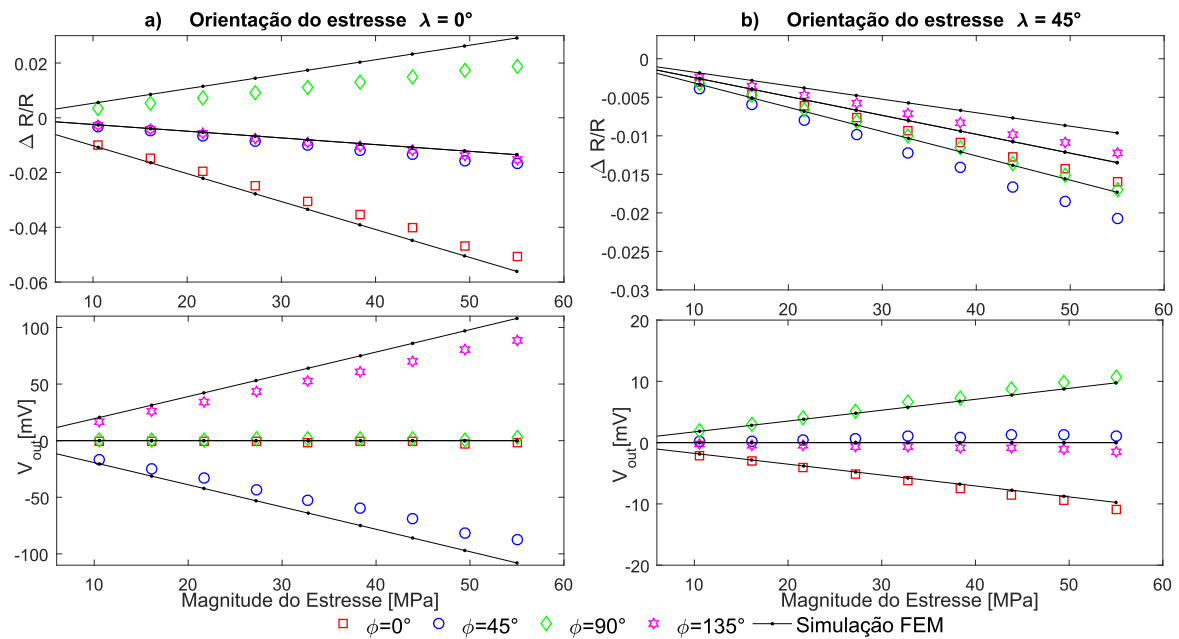 a) Orientação do estresse λ = 0°
b) Orientação do estresse λ = 45°
0.02
0
-0.02
-0.04
-0.06
Δ R/R
10 20 30 40 50 60
0
-0.005
-0.01
-0.015
-0.02
-0.025
-0.03
Δ R/R
10 20 30 40 50 60
100
50
0
-50
-100
V out [mV]
10 20 30 40 50 60
Magnitude do Estresse [MPa]
20
10
0
-10
-20
V out [mV]
10 20 30 40 50 60
Magnitude do Estresse [MPa]
ϕ=0° ϕ=45° ϕ=90° ϕ=135° Simulação FEM